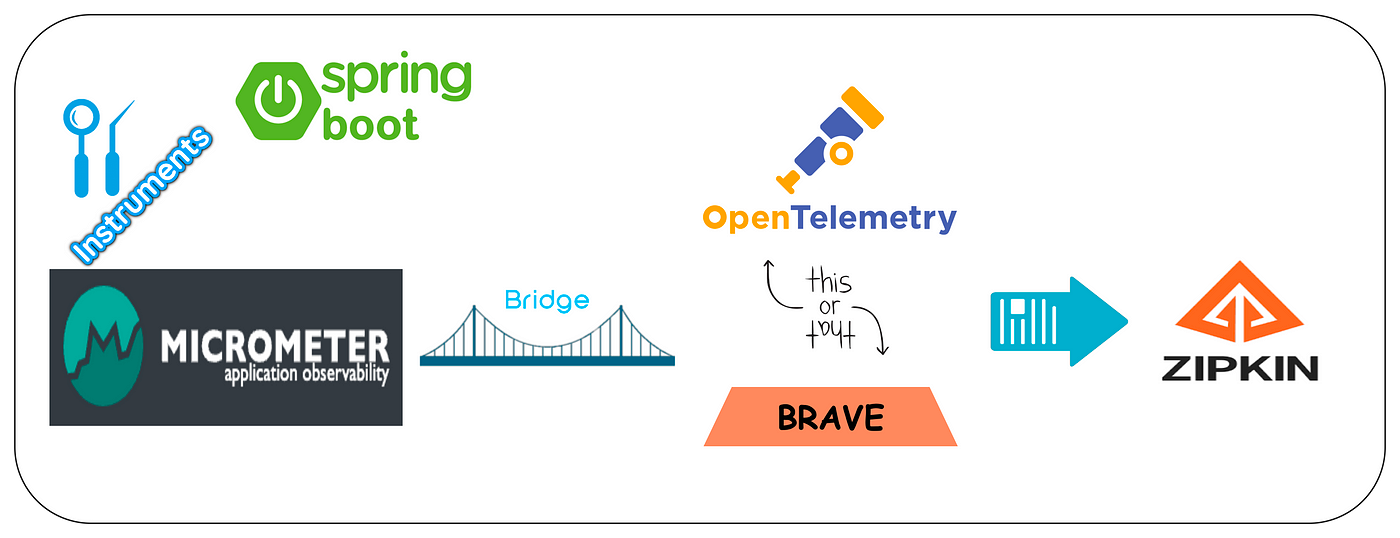 spring
boot
Instruments
MICROMETER
application observability
Bridge
OpenTelemetry
this
or
that
BRAVE
ZIPKIN